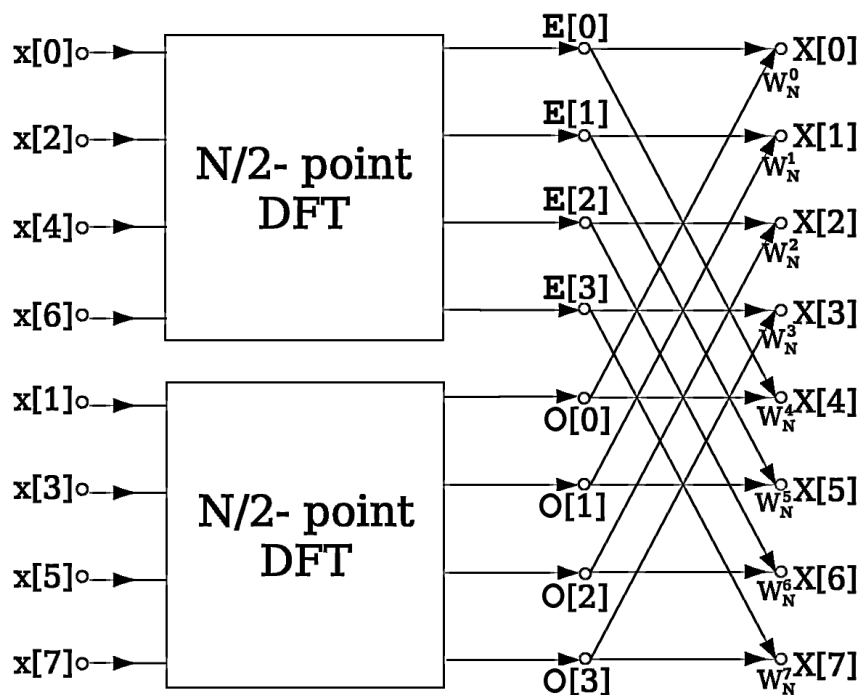 x[0]
x[2]
x[4]
x[6]
x[1]
x[3]
x[5]
x[7]
N/2- point
DFT
N/2- point
DFT
E[0]
E[1]
E[2]
E[3]
O[0]
O[1]
O[2]
O[3]
W_N^0 X[0]
W_N^1 X[1]
W_N^2 X[2]
W_N^3 X[3]
W_N^4 X[4]
W_N^5 X[5]
W_N^6 X[6]
W_N^7 X[7]